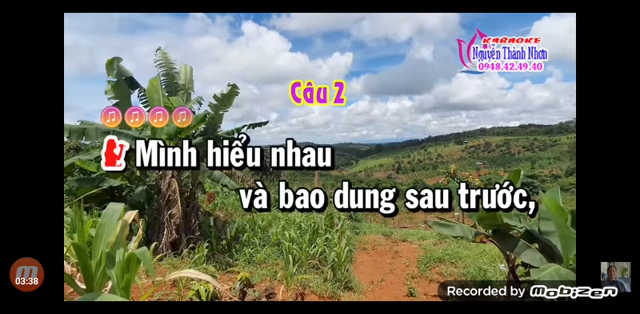 KARAOKE
Nguyễn Thành Nhơn
0948.42.49.40
Câu 2
Mình hiểu nhau
và bao dung sau trước,
03:38
Recorded by Mobizen